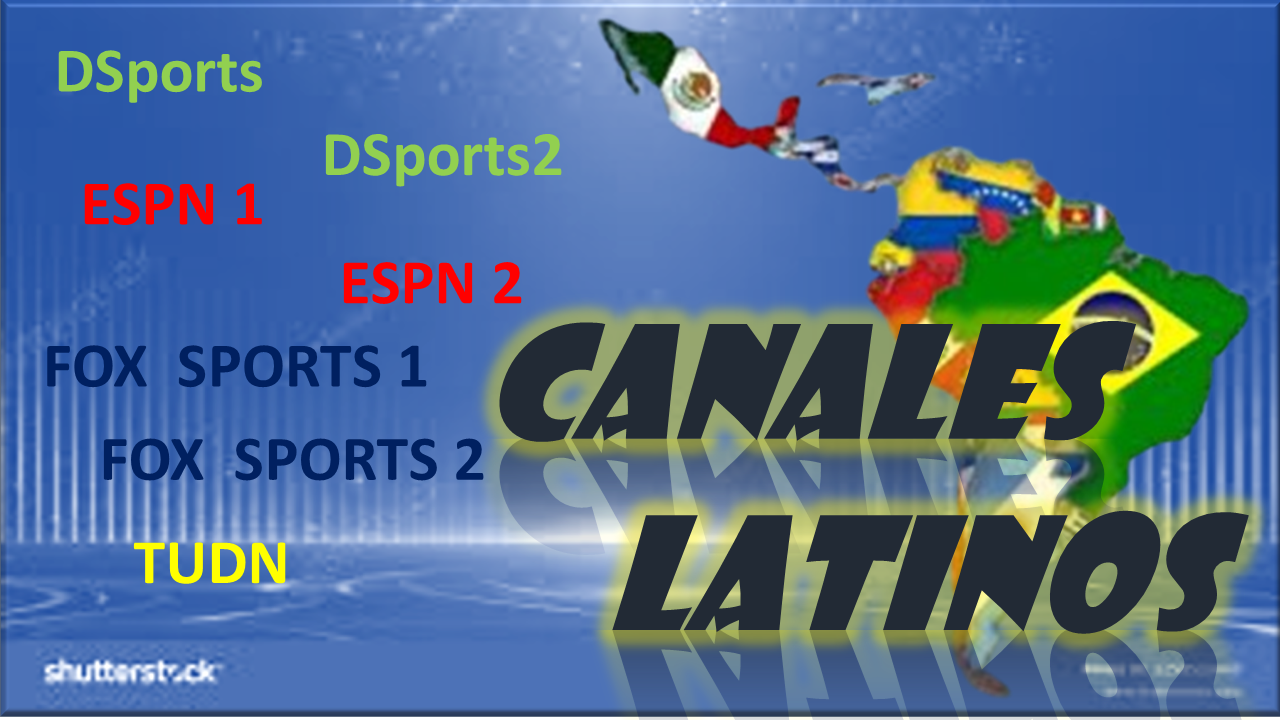 DSports
DSports2
ESPN 1
ESPN 2
FOX SPORTS 1
FOX SPORTS 2
TUDN
CANALES
LATINOS
shutterstock